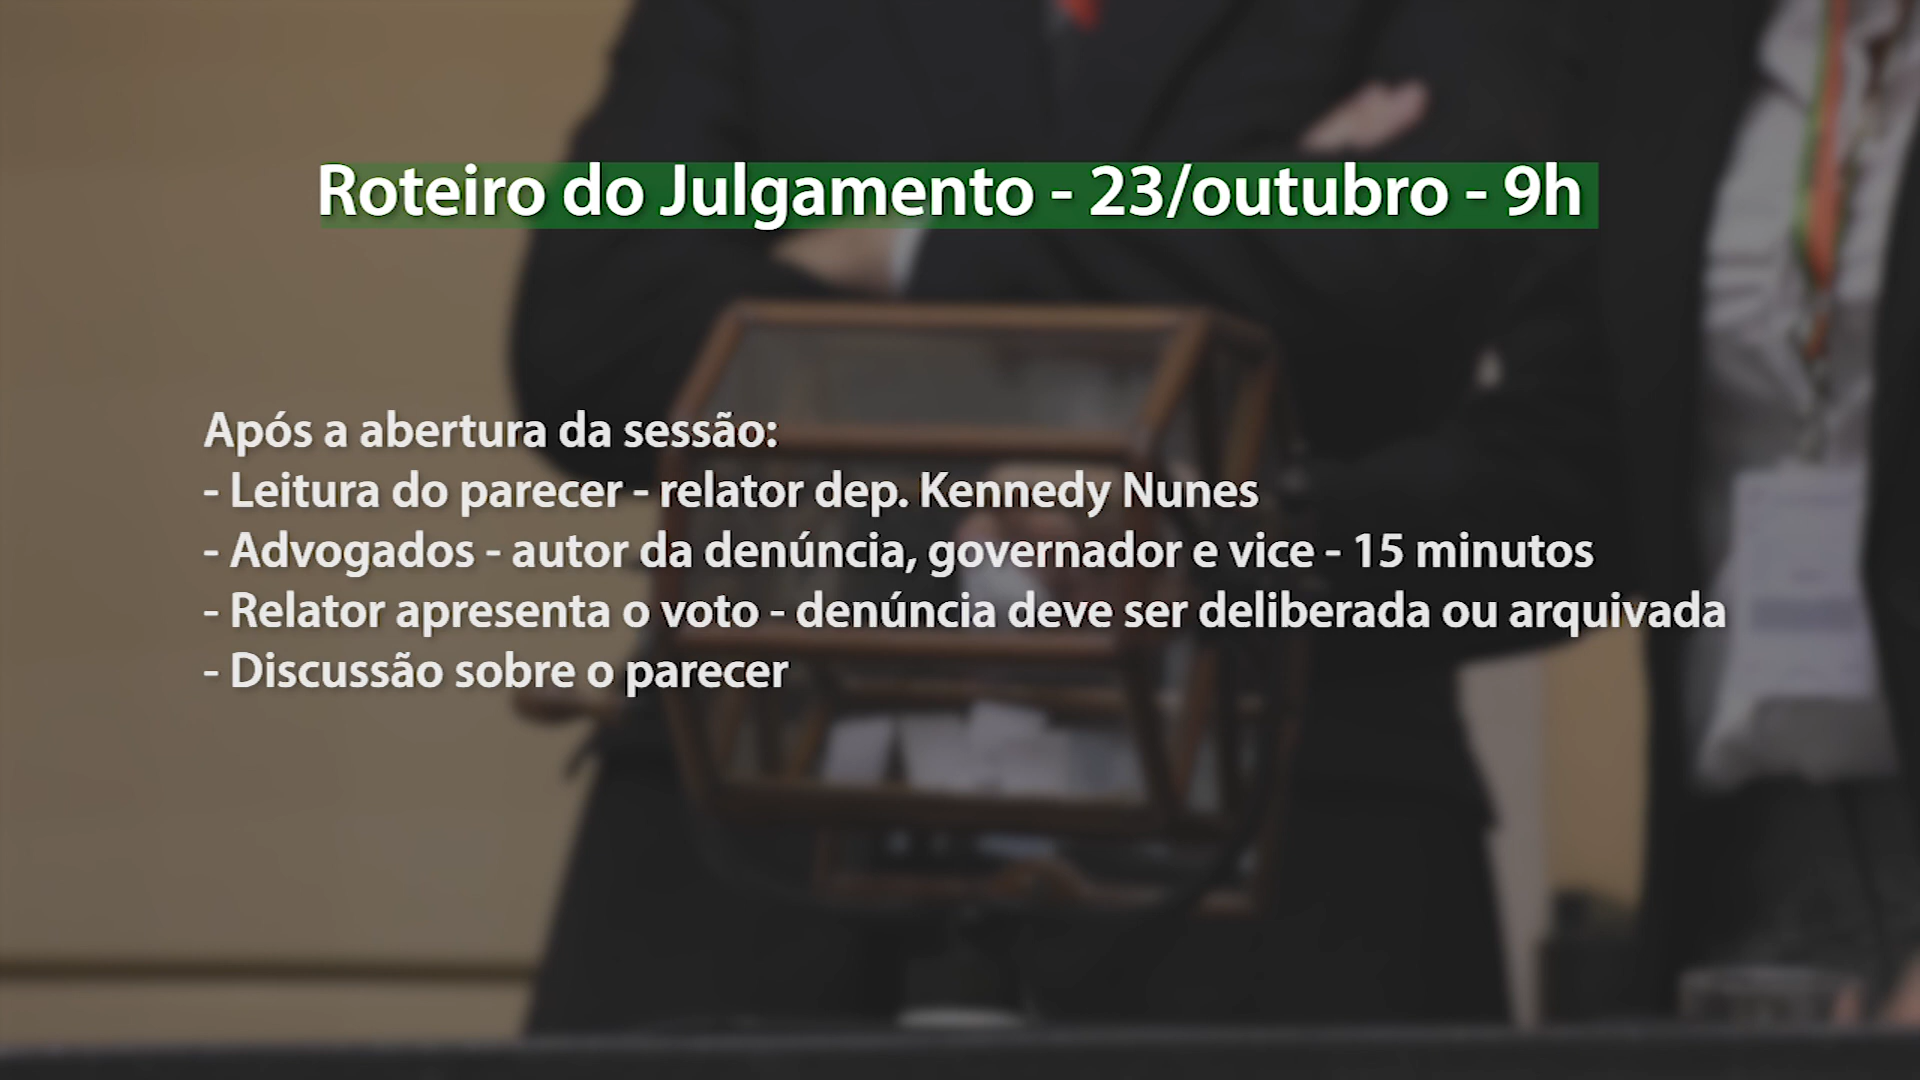 Roteiro do Julgamento - 23/outubro - 9h
Após a abertura da sessão:
- Leitura do parecer - relator dep. Kennedy Nunes
- Advogados - autor da denúncia, governador e vice - 15 minutos
- Relator apresenta o voto - denúncia deve ser deliberada ou arquivada
- Discussão sobre o parecer